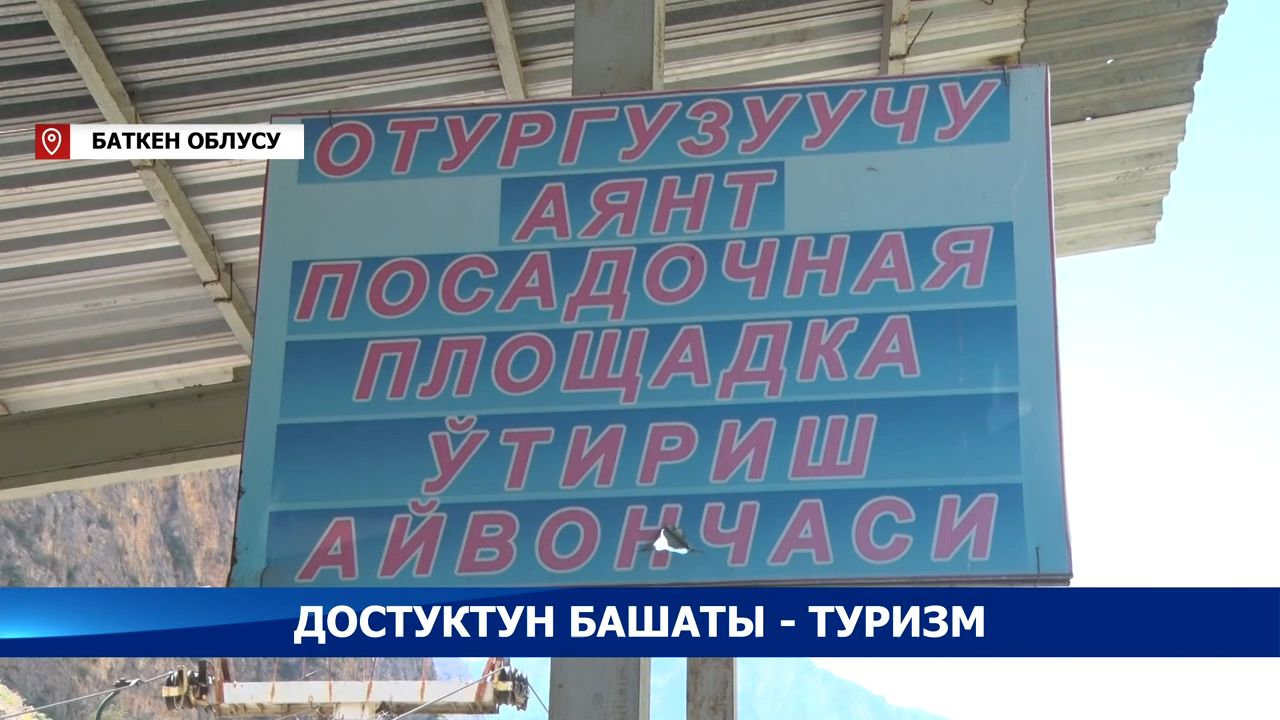 БАТКЕН ОБЛУСУ
ОТУРГУЗУУЧУ
АЯНТ
ПОСАДОЧНАЯ
ПЛОЩАДКА
ЎТИРИШ
АЙВОНЧАСИ
ДОСТУКТУН БАШАТЫ - ТУРИЗМ